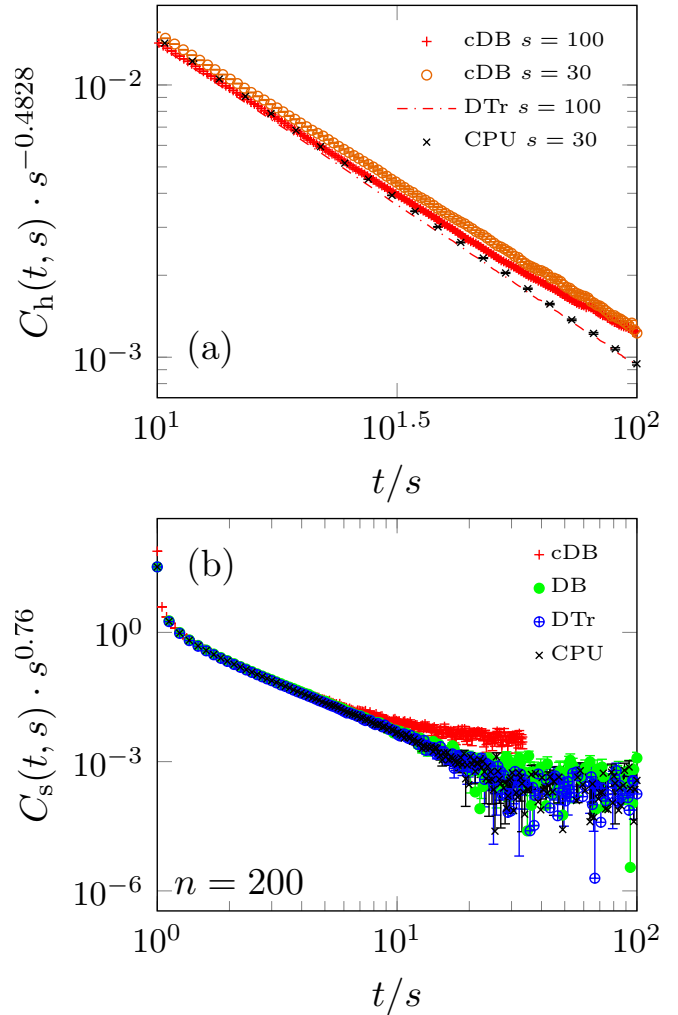 C_h(t, s) · s^{−0.4828}
10^{−2}
10^{−3}
cDB s = 100
cDB s = 30
DTr s = 100
CPU s = 30
(a)
10^1
10^{1.5}
10^2
t/s
C_s(t, s) · s^{0.76}
10^0
10^{−3}
10^{−6}
(b)
cDB
DB
DTr
CPU
n = 200
10^0
10^1
10^2
t/s